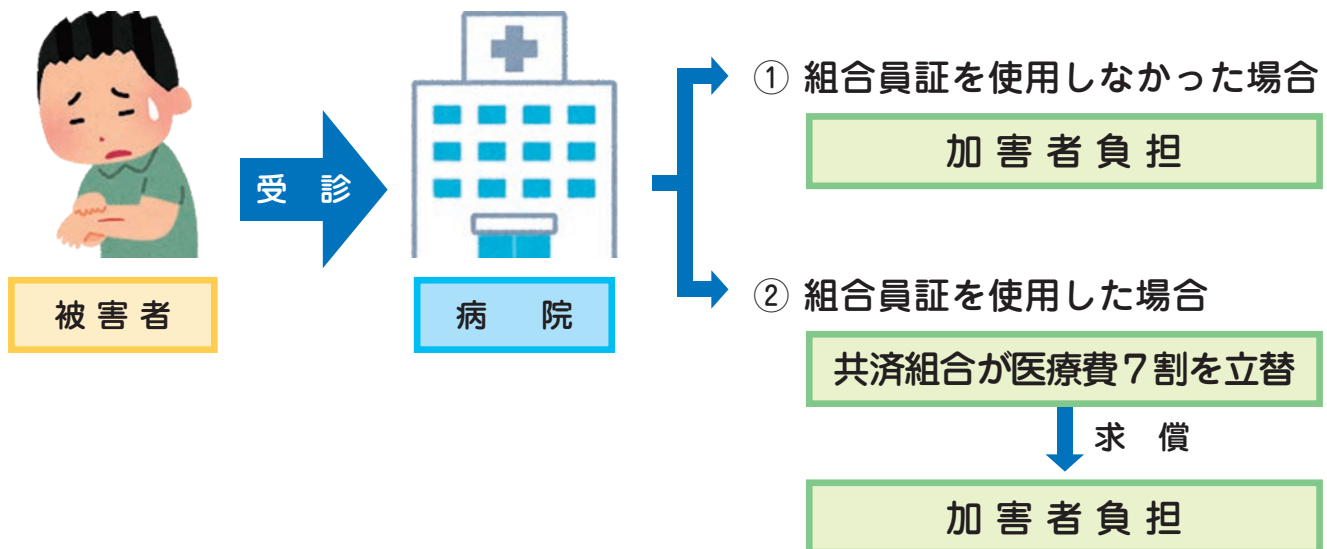 受 診
被 害 者
病 院
① 組合員証を使用しなかった場合
加 害 者 負 担
② 組合員証を使用した場合
共済組合が医療費７割を立替
求 償
加 害 者 負 担